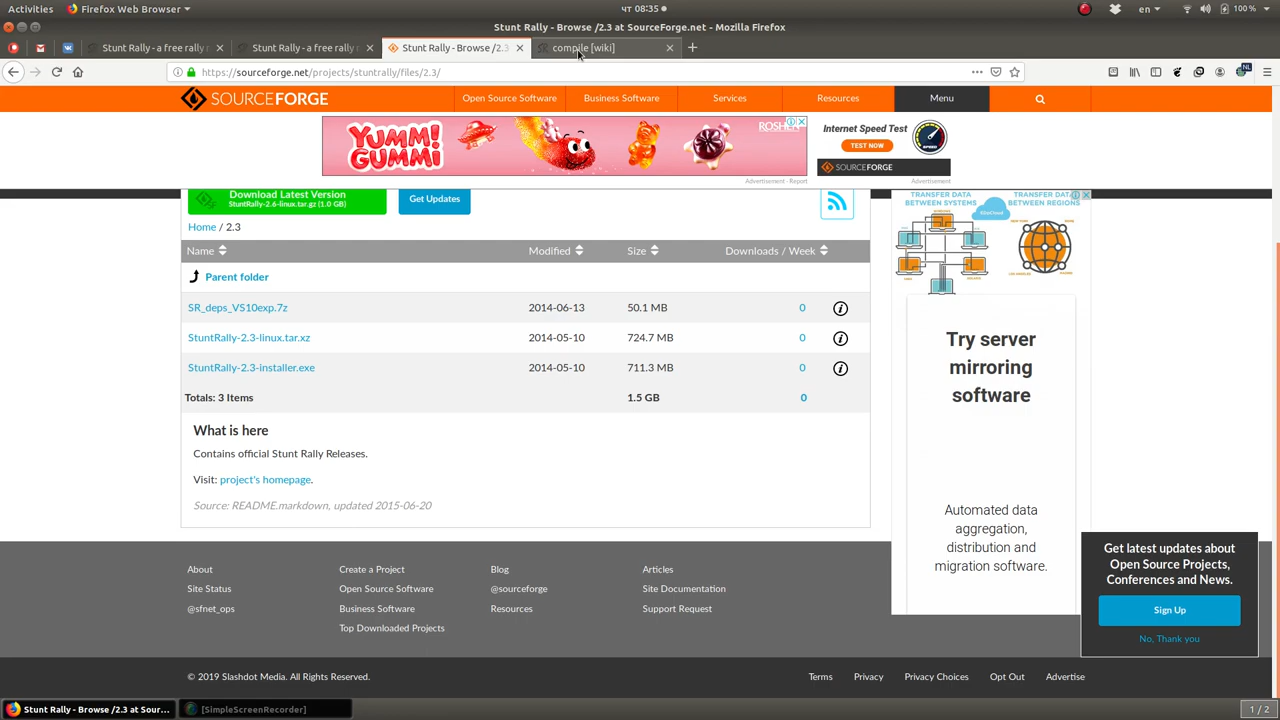 Activities Firefox Web Browser чт 08:35 en 100 %
Stunt Rally - Browse /2.3 at SourceForge.net - Mozilla Firefox
Stunt Rally - a free rally Stunt Rally - a free rally Stunt Rally - Browse /2.3 compile [wiki]
https://sourceforge.net/projects/stuntrally/files/2.3/ NL
SOURCEFORGE Open Source Software Business Software Services Resources Menu
YUMM! GUMM! ROSHEN
Internet Speed Test
TEST NOW
SPEED
SOURCEFORGE
Advertisement - Report Advertisement
Download Latest Version
StuntRally-2.6-linux.tar.gz (1.0 GB)
Get Updates
TRANSFER DATA BETWEEN SYSTEMS
TRANSFER DATA BETWEEN REGIONS
Home / 2.3
Name Modified Size Downloads / Week
Parent folder
SR_deps_VS10exp.7z 2014-06-13 50.1 MB 0
StuntRally-2.3-linux.tar.xz 2014-05-10 724.7 MB 0
StuntRally-2.3-installer.exe 2014-05-10 711.3 MB 0
Totals: 3 Items 1.5 GB 0
What is here
Contains official Stunt Rally Releases.
Visit: project's homepage.
Source: README.markdown, updated 2015-06-20
Try server
mirroring
software
Automated data
aggregation,
distribution and
migration software.
Get latest updates about
Open Source Projects,
Conferences and News.
Sign Up
No, Thank you
About Create a Project Blog Articles
Site Status Open Source Software @sourceforge Site Documentation
@sfnet_ops Business Software Resources Support Request
Top Downloaded Projects
© 2019 Slashdot Media. All Rights Reserved. Terms Privacy Privacy Choices Opt Out Advertise
Stunt Rally - Browse /2.3 at Sour... [SimpleScreenRecorder] 1 / 2